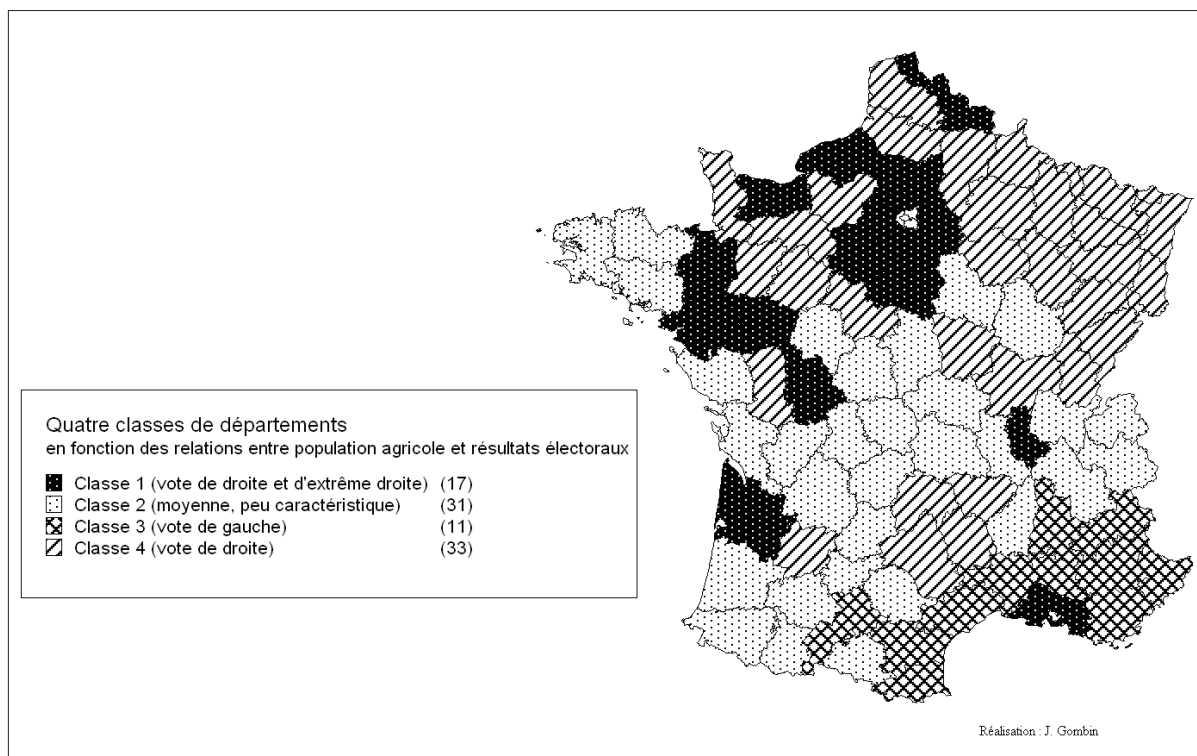 Quatre classes de départements
en fonction des relations entre population agricole et résultats électoraux
Classe 1 (vote de droite et d'extrême droite) (17)
Classe 2 (moyenne, peu caractéristique) (31)
Classe 3 (vote de gauche) (11)
Classe 4 (vote de droite) (33)
Réalisation : J. Gombin